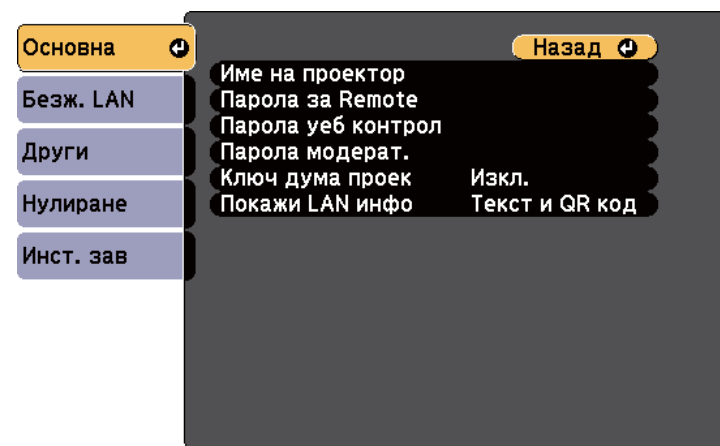 Основна
Безж. LAN
Други
Нулиране
Инст. зав
Назад
Име на проектор
Парола за Remote
Парола уеб контрол
Парола модерат.
Ключ дума проек Изкл.
Покажи LAN инфо Текст и QR код